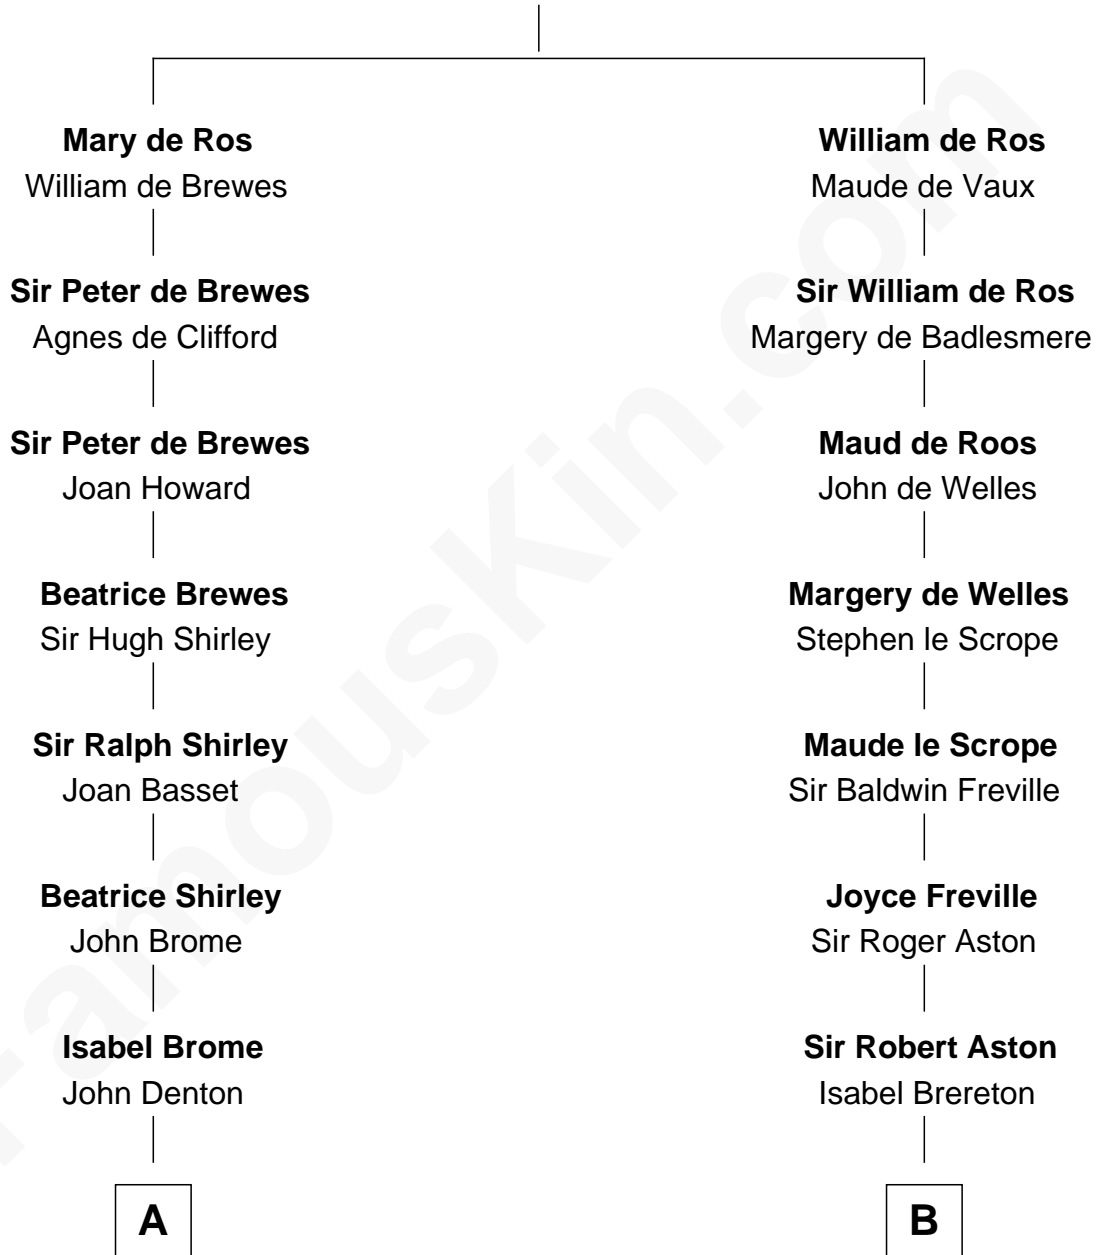 Mary de Ros
William de Brewes
William de Ros
Maude de Vaux
Sir Peter de Brewes
Agnes de Clifford
Sir William de Ros
Margery de Badlesmere
Sir Peter de Brewes
Joan Howard
Maud de Roos
John de Welles
Beatrice Brewes
Sir Hugh Shirley
Margery de Welles
Stephen le Scrope
Sir Ralph Shirley
Joan Basset
Maude le Scrope
Sir Baldwin Freville
Beatrice Shirley
John Brome
Joyce Freville
Sir Roger Aston
Isabel Brome
John Denton
Sir Robert Aston
Isabel Brereton
A
B
FamousKin.com